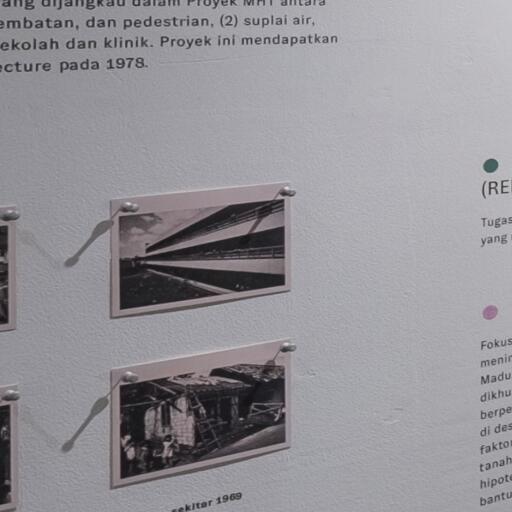 ang dijangkau dalam Proyek MHT antara
embatan, dan pedestrian, (2) suplai air,
ekolah dan klinik. Proyek ini mendapatkan
ecture pada 1978.
sekitar 1969
(RE
Tugas
yang
Fokus
menin
Madu
dikhu
berpe
di des
fakto
tanah
hipote
bantu